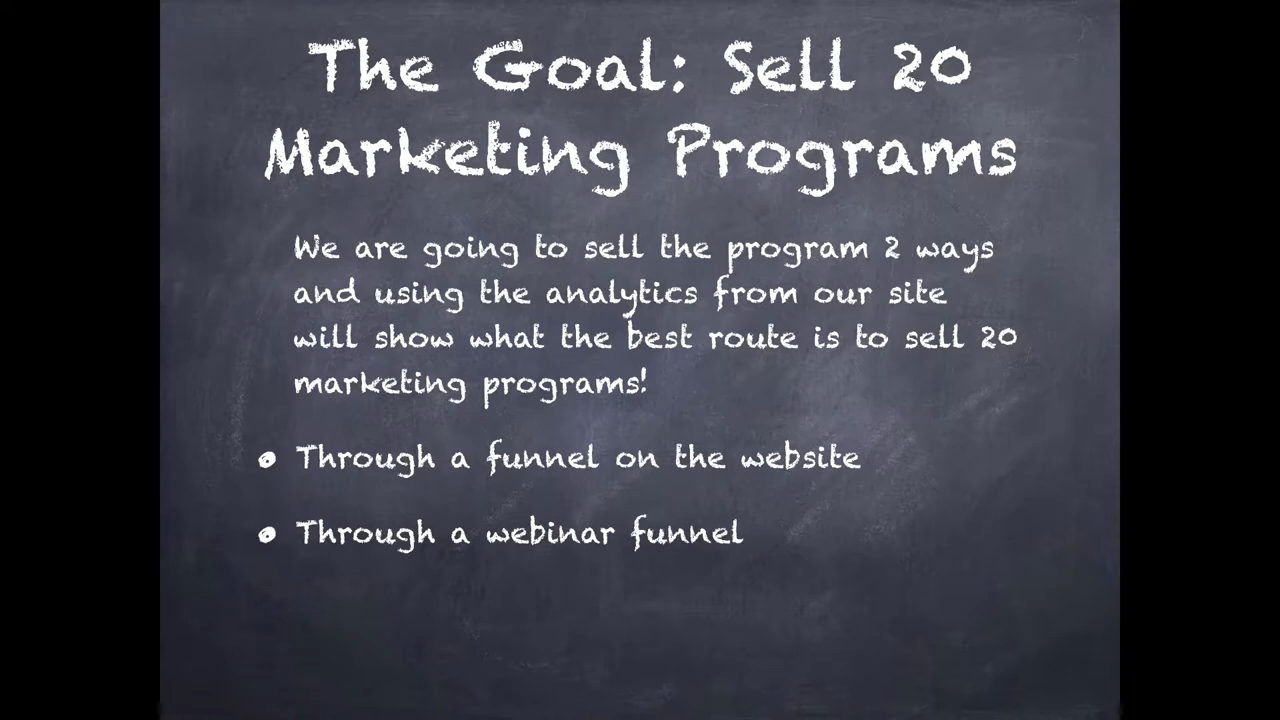 The Goal: Sell 20
Marketing Programs
We are going to sell the program 2 ways
and using the analytics from our site
will show what the best route is to sell 20
marketing programs!
• Through a funnel on the website
• Through a webinar funnel